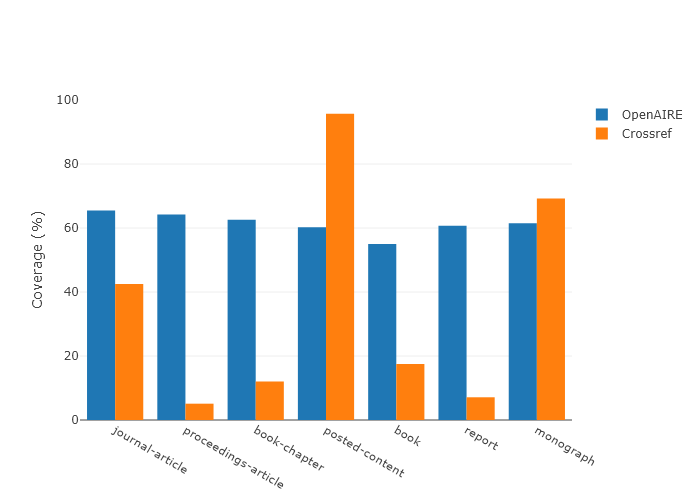 100
80
60
40
20
0
Coverage (%)
journal-article
proceedings-article
book-chapter
posted-content
book
report
monograph
OpenAIRE
Crossref